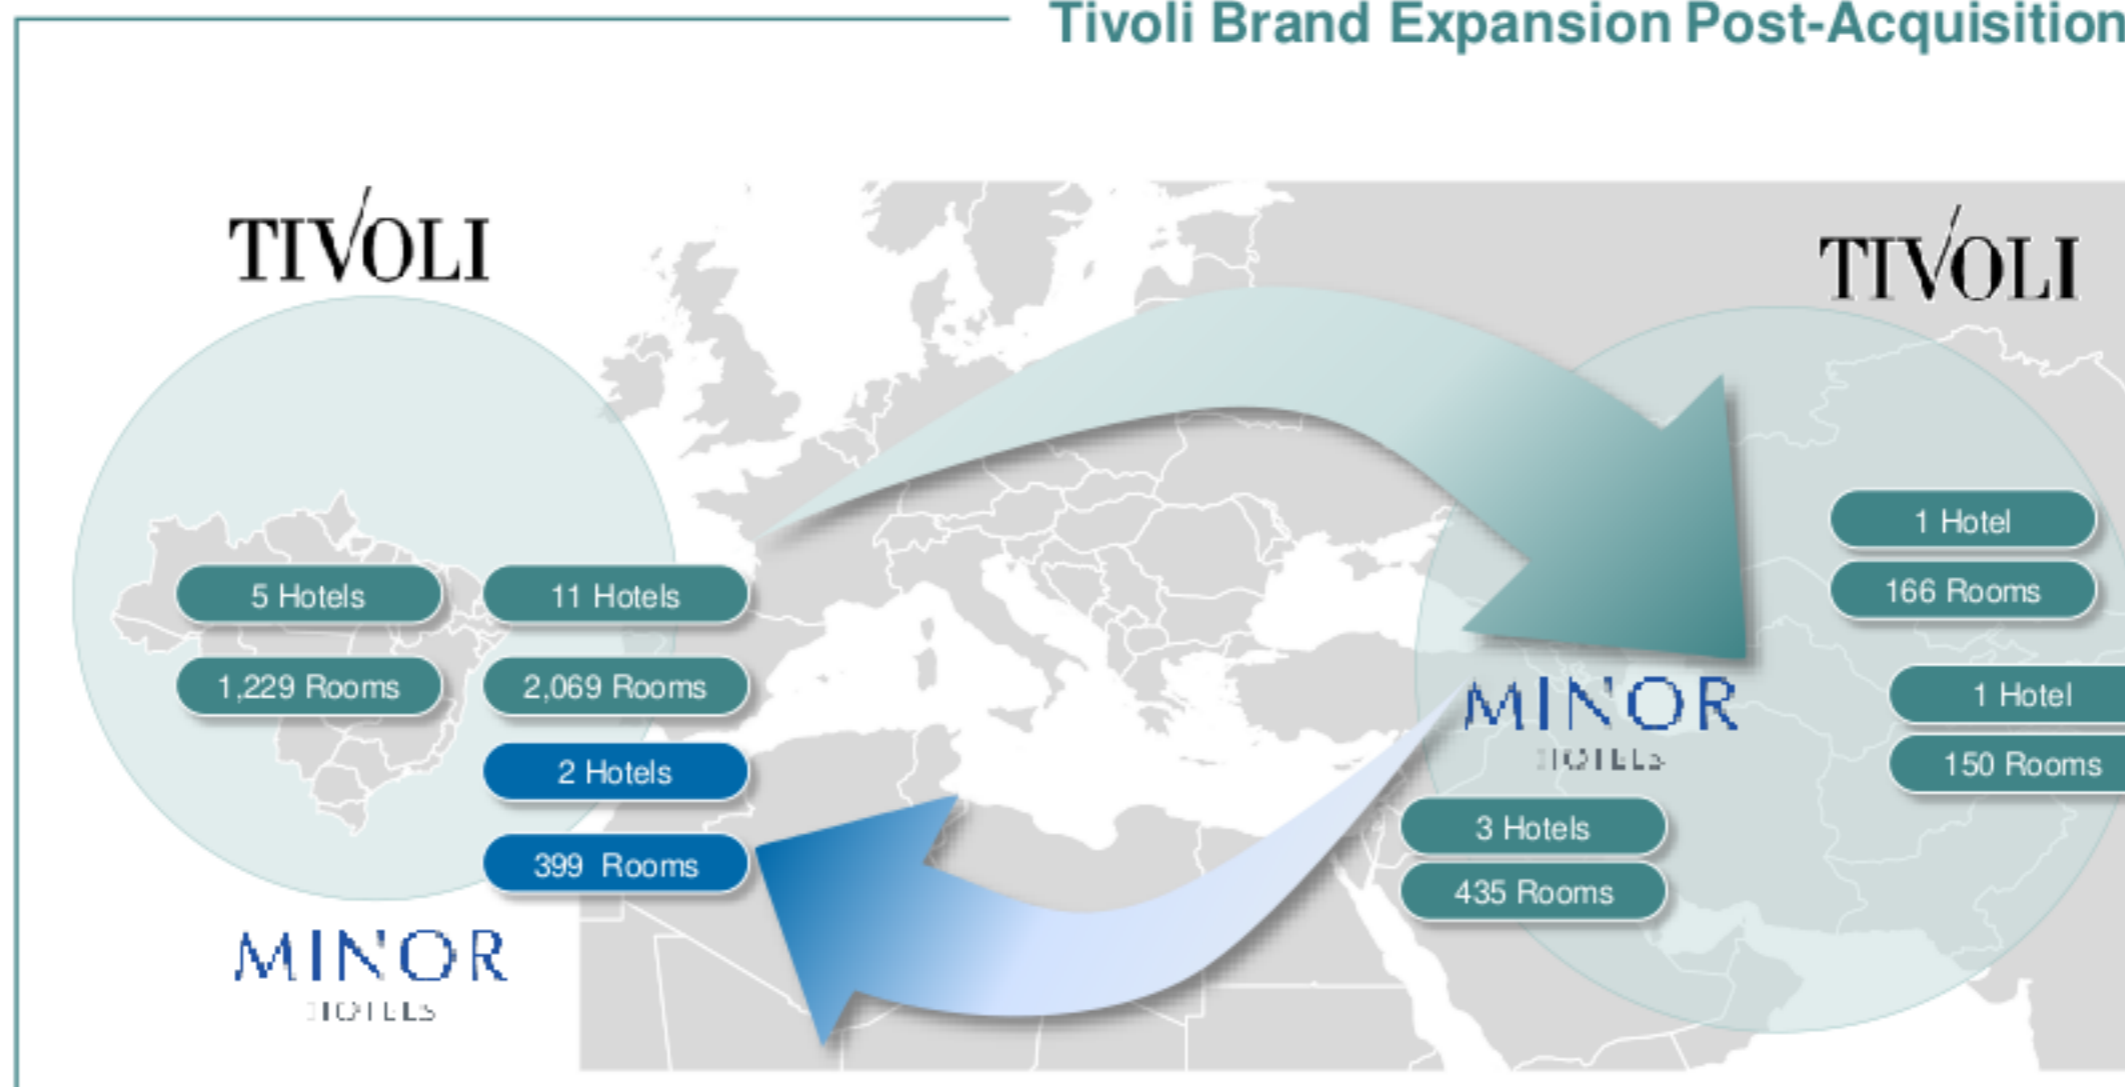 Tivoli Brand Expansion Post-Acquisition
TIVOLI
TIVOLI
5 Hotels
11 Hotels
1,229 Rooms
2,069 Rooms
2 Hotels
399 Rooms
MINOR
HOTELS
1 Hotel
166 Rooms
1 Hotel
150 Rooms
MINOR
HOTELS
3 Hotels
435 Rooms